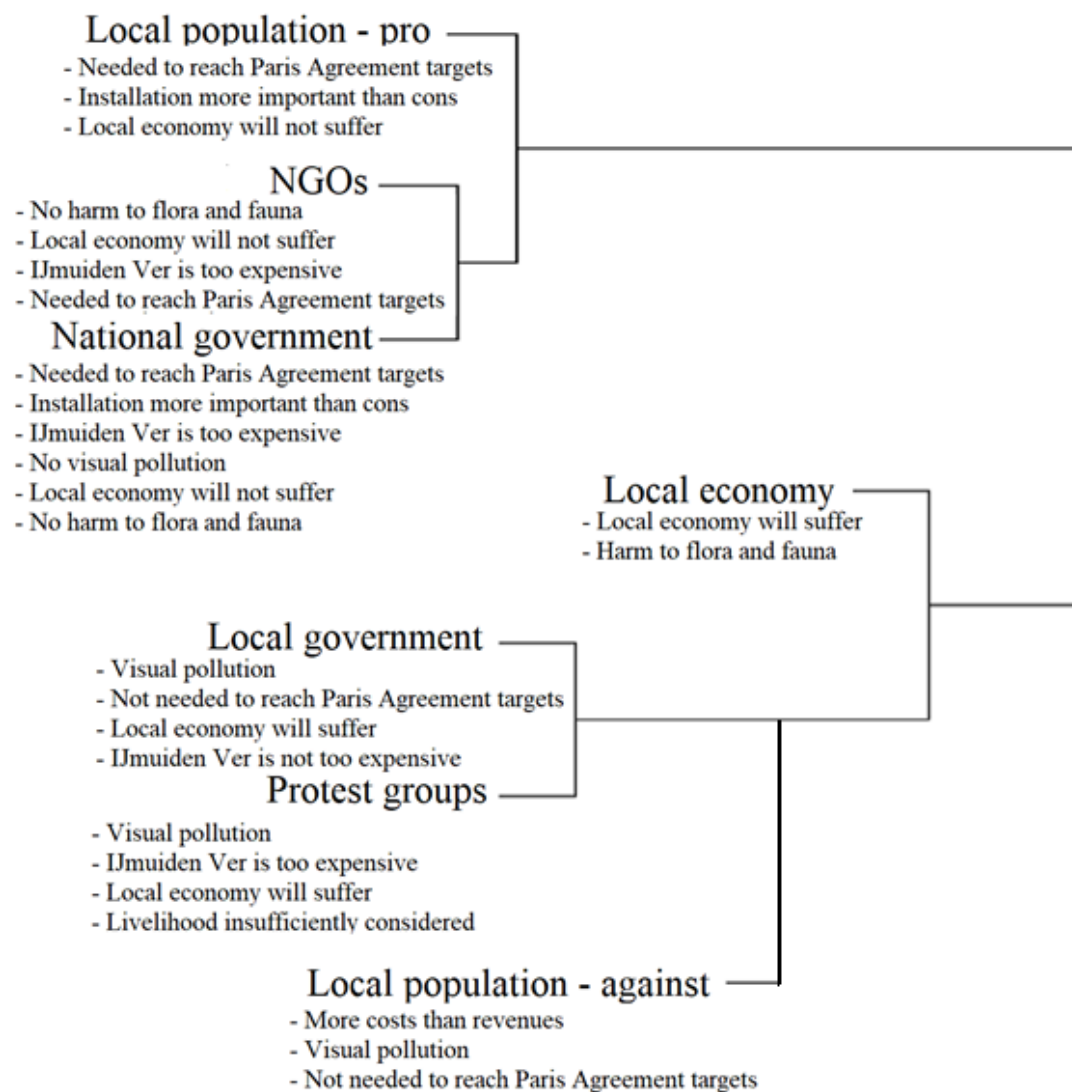 Local population - pro
- Needed to reach Paris Agreement targets
- Installation more important than cons
- Local economy will not suffer
NGOs
- No harm to flora and fauna
- Local economy will not suffer
- IJmuiden Ver is too expensive
- Needed to reach Paris Agreement targets
National government
- Needed to reach Paris Agreement targets
- Installation more important than cons
- IJmuiden Ver is too expensive
- No visual pollution
- Local economy will not suffer
- No harm to flora and fauna
Local economy
- Local economy will suffer
- Harm to flora and fauna
Local government
- Visual pollution
- Not needed to reach Paris Agreement targets
- Local economy will suffer
- IJmuiden Ver is not too expensive
Protest groups
- Visual pollution
- IJmuiden Ver is too expensive
- Local economy will suffer
- Livelihood insufficiently considered
Local population - against
- More costs than revenues
- Visual pollution
- Not needed to reach Paris Agreement targets